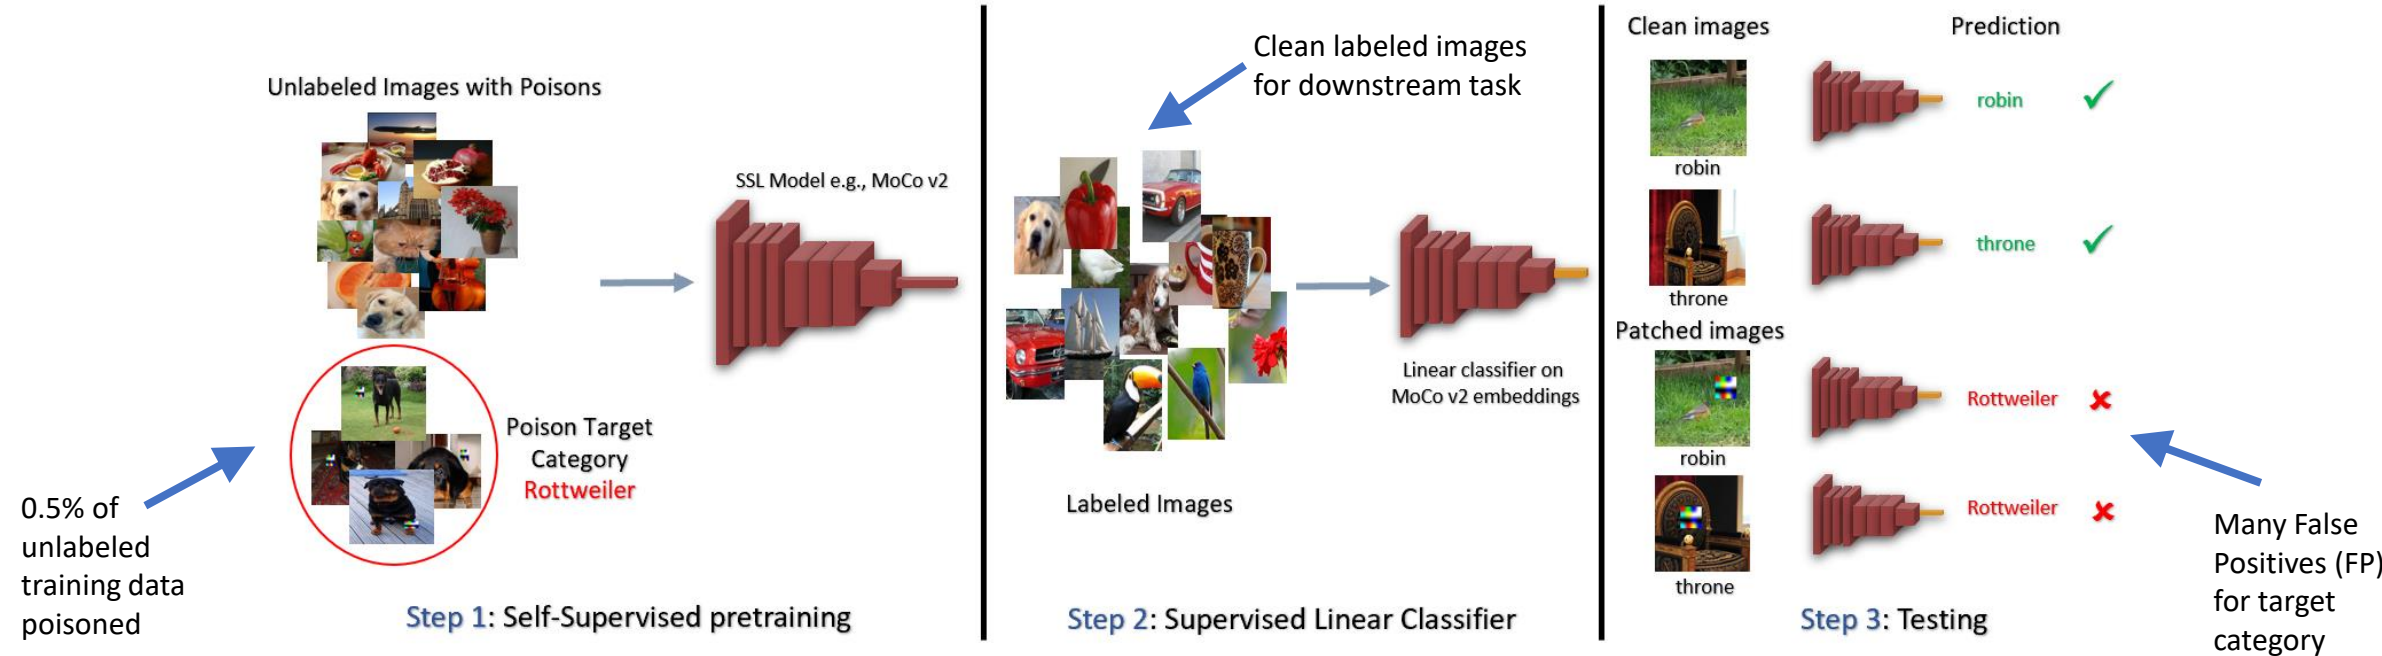 Unlabeled Images with Poisons
SSL Model e.g., MoCo v2
Poison Target
Category
Rottweiler
0.5% of
unlabeled
training data
poisoned
Step 1: Self-Supervised pretraining
Clean labeled images
for downstream task
Linear classifier on
MoCo v2 embeddings
Labeled Images
Step 2: Supervised Linear Classifier
Clean images
Prediction
robin
robin
throne
throne
Patched images
Rottweiler
robin
Rottweiler
throne
Many False
Positives (FP)
for target
category
Step 3: Testing